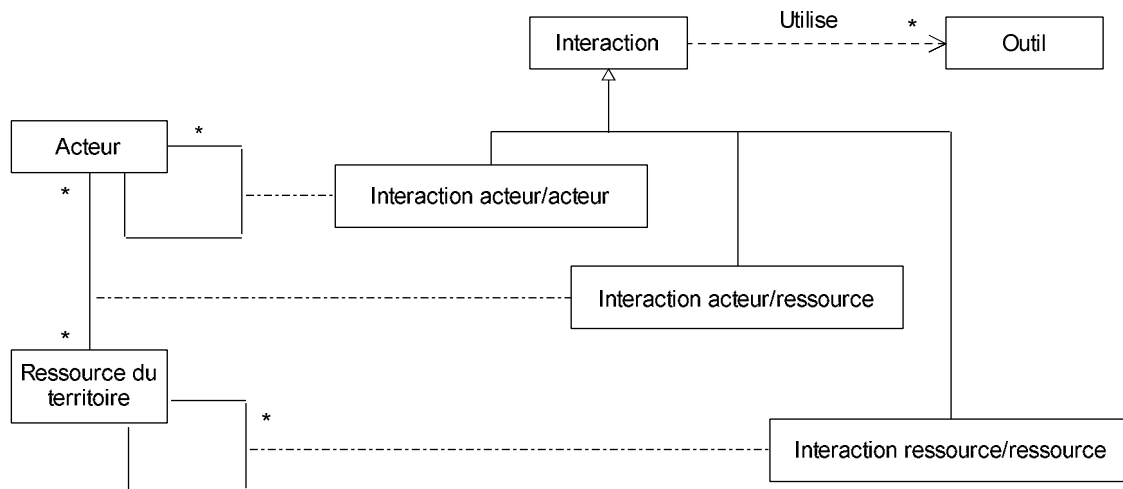 Utilise
*
Interaction
Outil
Acteur
*
*
Interaction acteur/acteur
Interaction acteur/ressource
*
Ressource du
territoire
*
Interaction ressource/ressource